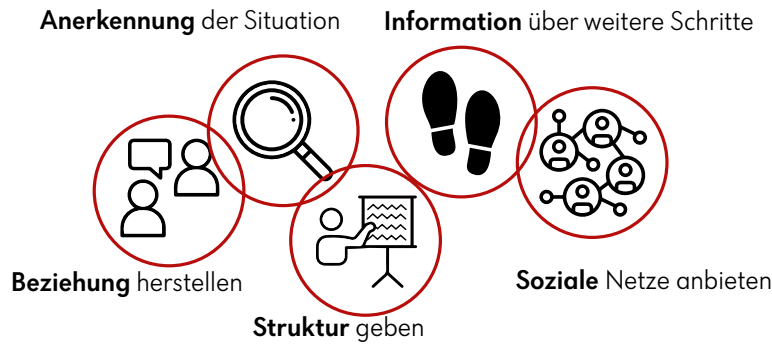 Anerkennung der Situation
Information über weitere Schritte
Beziehung herstellen
Soziale Netze anbieten
Struktur geben